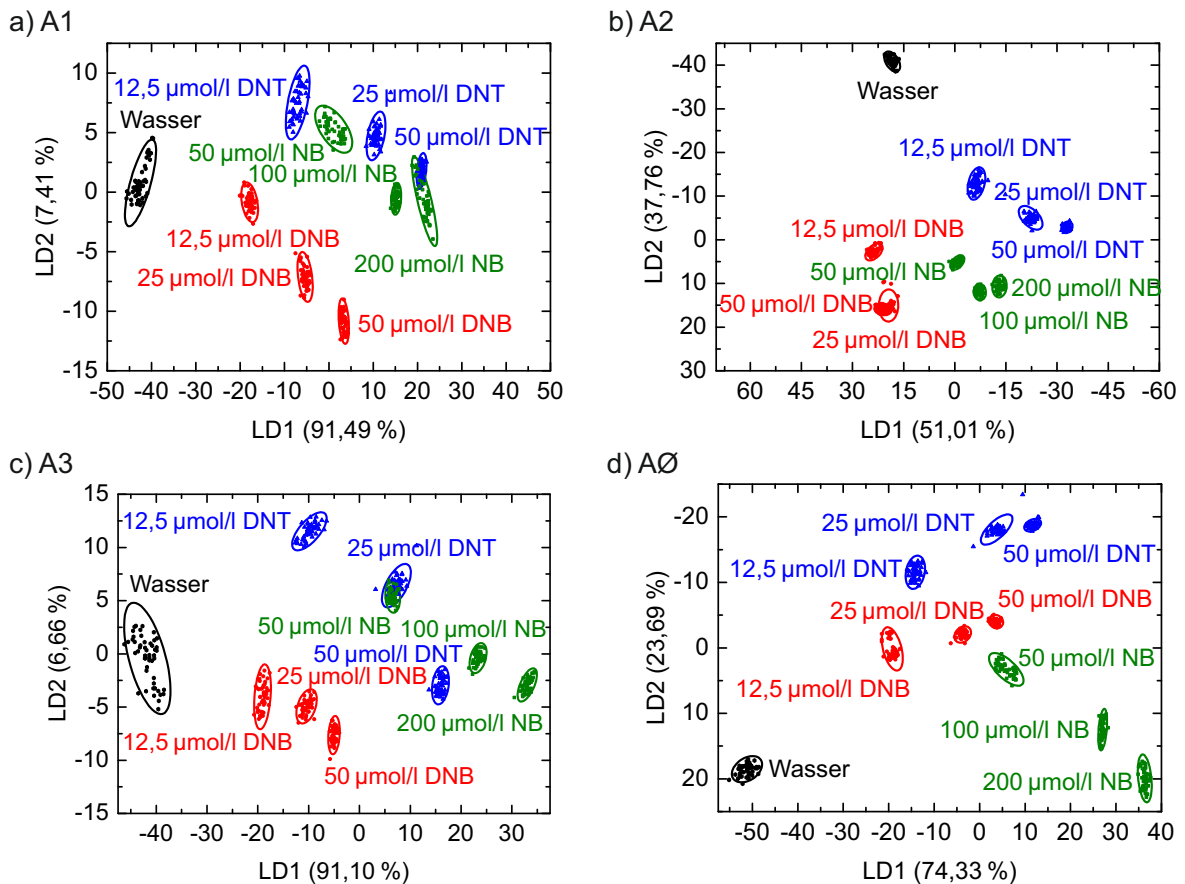 a) A1
10
5
0
-5
-10
-15
LD2 (7,41 %)
12,5 µmol/l DNT
25 µmol/l DNT
Wasser
50 µmol/l DNT
50 µmol/l NB
100 µmol/l NB
12,5 µmol/l DNB
200 µmol/l NB
25 µmol/l DNB
50 µmol/l DNB
-50 -40 -30 -20 -10 0 10 20 30 40 50
LD1 (91,49 %)
b) A2
-40
-30
-20
-10
0
10
20
30
LD2 (37,76 %)
Wasser
12,5 µmol/l DNT
25 µmol/l DNT
12,5 µmol/l DNB
50 µmol/l DNT
50 µmol/l NB
200 µmol/l NB
50 µmol/l DNB
100 µmol/l NB
25 µmol/l DNB
60 45 30 15 0 -15 -30 -45 -60
LD1 (51,01 %)
c) A3
15
10
5
0
-5
-10
-15
LD2 (6,66 %)
12,5 µmol/l DNT
25 µmol/l DNT
Wasser
50 µmol/l NB
100 µmol/l NB
50 µmol/l DNT
25 µmol/l DNB
200 µmol/l NB
12,5 µmol/l DNB
50 µmol/l DNB
-40 -30 -20 -10 0 10 20 30
LD1 (91,10 %)
d) AØ
-20
-10
0
10
20
LD2 (23,69 %)
25 µmol/l DNT
50 µmol/l DNT
12,5 µmol/l DNT
50 µmol/l DNB
25 µmol/l DNB
50 µmol/l NB
12,5 µmol/l DNB
100 µmol/l NB
Wasser
200 µmol/l NB
-50 -40 -30 -20 -10 0 10 20 30 40
LD1 (74,33 %)